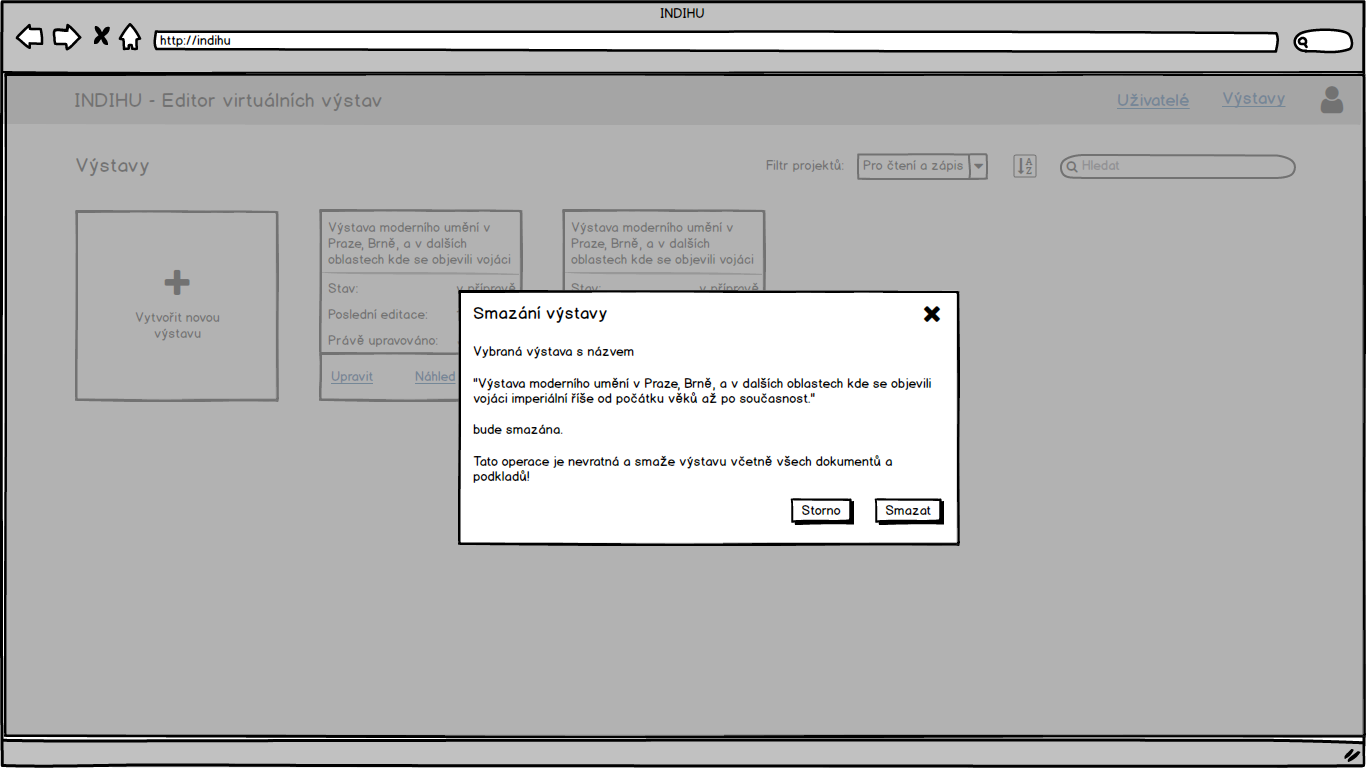 INDIHU
http://indihu
INDIHU - Editor virtuálních výstav
Uživatelé
Výstavy
Výstavy
Filtr projektů:
Pro čtení a zápis
A
Z
Hledat
Vytvořit novou
výstavu
Výstava moderního umění v
Praze, Brně, a v dalších
oblastech kde se objevili vojáci
Stav:
v přípravě
Poslední editace:
Právě upravováno:
Upravit
Náhled
Výstava moderního umění v
Praze, Brně, a v dalších
oblastech kde se objevili vojáci
Stav:
v přípravě
Smazání výstavy
Vybraná výstava s názvem
"Výstava moderního umění v Praze, Brně, a v dalších oblastech kde se objevili
vojáci imperiální říše od počátku věků až po současnost."
bude smazána.
Tato operace je nevratná a smaže výstavu včetně všech dokumentů a
podkladů!
Storno
Smazat